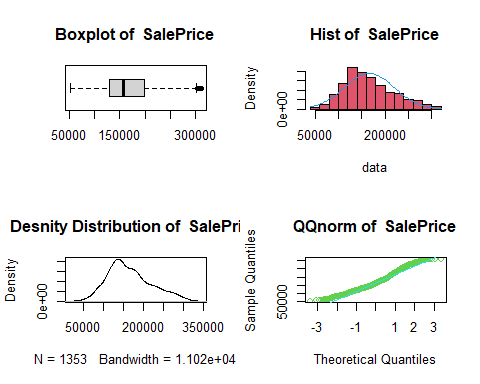 Boxplot of SalePrice
50000 150000 300000
Hist of SalePrice
Density
0e+00
50000 200000
data
Desnity Distribution of SalePri
Density
0e+00
50000 150000 250000 350000
N = 1353 Bandwidth = 1.102e+04
QQnorm of SalePrice
Sample Quantiles
50000
-3 -1 1 2 3
Theoretical Quantiles